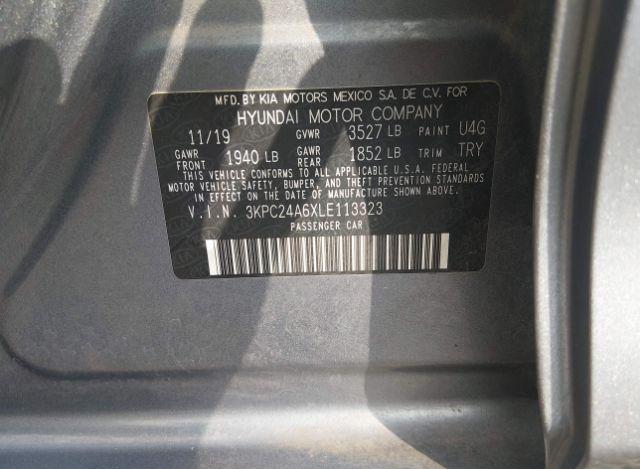 MFD. BY KIA MOTORS MEXICO S.A. DE C.V. FOR
HYUNDAI MOTOR COMPANY
11/19 GVWR 3527 LB PAINT U4G
GAWR FRONT 1940 LB GAWR REAR 1852 LB TRIM TRY
THIS VEHICLE CONFORMS TO ALL APPLICABLE U.S.A. FEDERAL
MOTOR VEHICLE SAFETY, BUMPER, AND THEFT PREVENTION STANDARDS
IN EFFECT ON THE DATE OF MANUFACTURE SHOWN ABOVE.
V.I.N. 3KPC24A6XLE113323
PASSENGER CAR